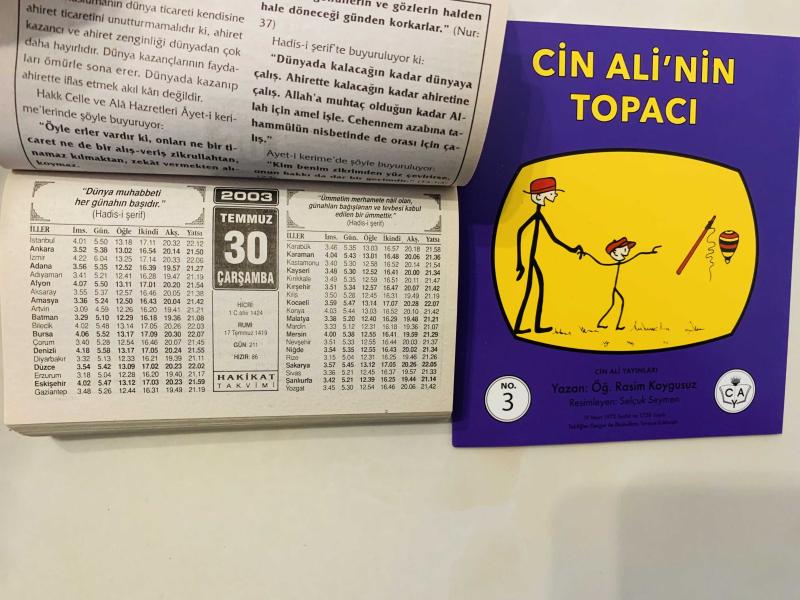 müslümanın dünya ticareti kendisine
ahiret ticaretini unutturmamalıdır ki, ahiret
kazancı ve ahiret zenginliği dünyadan çok
daha hayırlıdır. Dünya kazançlarının fayda-
ları ömürle sona erer. Dünyada kazanıp
ahirette iflas etmek akıl kârı değildir.
Hakk Celle ve Alâ Hazretleri Âyet-i keri-
me'lerinde şöyle buyuruyor:
"Öyle erler vardır ki, onları ne bir ti-
caret ne de bir alış-veriş zikrullahtan,
namaz kılmaktan, zekât vermekten alı-
koymaz.
ve gözlerin halden
hale döneceği günden korkarlar." (Nur:
37)
Hadis-i şerif'te buyuruluyor ki:
"Dünyada kalacağın kadar dünyaya
çalış. Ahirette kalacağın kadar ahiretine
çalış. Allah'a muhtaç olduğun kadar Al-
lah için amel işle. Cehennem azabına ta-
hammülün nisbetinde de orası için ça-
lış."
Ayet-i kerime'de şöyle buyuruluyor:
"Kim benim zikrimden yüz çevirirse,
"Dünya muhabbeti
her günahın başıdır."
(Hadis-i şerif)
İLLER İms. Gün. Öğle İkindi Akş. Yatsı
İstanbul 4.01 5.50 13.18 17.11 20.32 22.12
Ankara 3.52 5.38 13.02 16.54 20.14 21.50
İzmir 4.22 6.04 13.25 17.14 20.33 22.06
Adana 3.56 5.35 12.52 16.39 19.57 21.27
Adıyaman 3.41 5.21 12.41 16.28 19.47 21.19
Afyon 4.07 5.50 13.11 17.01 20.20 21.54
Aksaray 3.55 5.37 12.57 16.46 20.05 21.38
Amasya 3.36 5.24 12.50 16.43 20.04 21.42
Artvin 3.09 4.59 12.26 16.20 19.41 21.21
Batman 3.29 5.10 12.29 16.18 19.36 21.08
Bilecik 4.02 5.48 13.14 17.05 20.26 22.03
Bursa 4.06 5.52 13.17 17.09 20.30 22.07
Çorum 3.40 5.28 12.54 16.46 20.07 21.45
Denizli 4.18 5.58 13.17 17.05 20.24 21.55
Diyarbakır 3.32 5.13 12.33 16.21 19.39 21.11
Düzce 3.54 5.42 13.09 17.02 20.23 22.02
Erzurum 3.18 5.04 12.28 16.20 19.40 21.17
Eskişehir 4.02 5.47 13.12 17.03 20.23 21.59
Gaziantep 3.48 5.26 12.44 16.31 19.49 21.19
2003
TEMMUZ
30
ÇARŞAMBA
HİCRİ
1 C.ahir 1424
RUMİ
17 Temmuz 1419
GÜN: 211
HIZIR: 86
HAKİKAT
TAKVİMİ
"Ümmetim merhamete nâil olan,
günahları bağışlanan ve tevbesi kabul
edilen bir ümmettir."
(Hadis-i şerif)
İLLER İms. Gün. Öğle İkindi Akş. Yatsı
Karabük 3.46 5.35 13.03 16.57 20.18 21.58
Karaman 4.04 5.43 13.01 16.48 20.06 21.36
Kastamonu 3.40 5.30 12.58 16.52 20.14 21.54
Kayseri 3.48 5.30 12.52 16.41 20.00 21.34
Kırıkkale 3.49 5.35 12.59 16.51 20.11 21.47
Kırşehir 3.51 5.34 12.57 16.47 20.07 21.42
Kilis 3.50 5.28 12.45 16.31 19.49 21.19
Kocaeli 3.59 5.47 13.14 17.07 20.28 22.07
Konya 4.03 5.44 13.03 16.52 20.10 21.42
Malatya 3.38 5.20 12.40 16.29 19.48 21.21
Mardin 3.33 5.12 12.31 16.18 19.36 21.07
Mersin 4.00 5.38 12.55 16.41 19.59 21.29
Nevşehir 3.51 5.33 12.55 16.44 20.03 21.37
Niğde 3.54 5.35 12.55 16.43 20.02 21.34
Rize 3.15 5.04 12.31 16.25 19.46 21.26
Sakarya 3.57 5.45 13.12 17.05 20.26 22.05
Sivas 3.36 5.21 12.45 16.37 19.57 21.33
Şanlıurfa 3.42 5.21 12.39 16.25 19.44 21.14
Yozgat 3.45 5.30 12.54 16.46 20.06 21.42
CİN ALİ'NİN
TOPACI
CİN ALİ YAYINLARI
Yazan: Öğ. Rasim Kaygusuz
Resimleyen: Selçuk Seymen
NO.
3
C A
Y